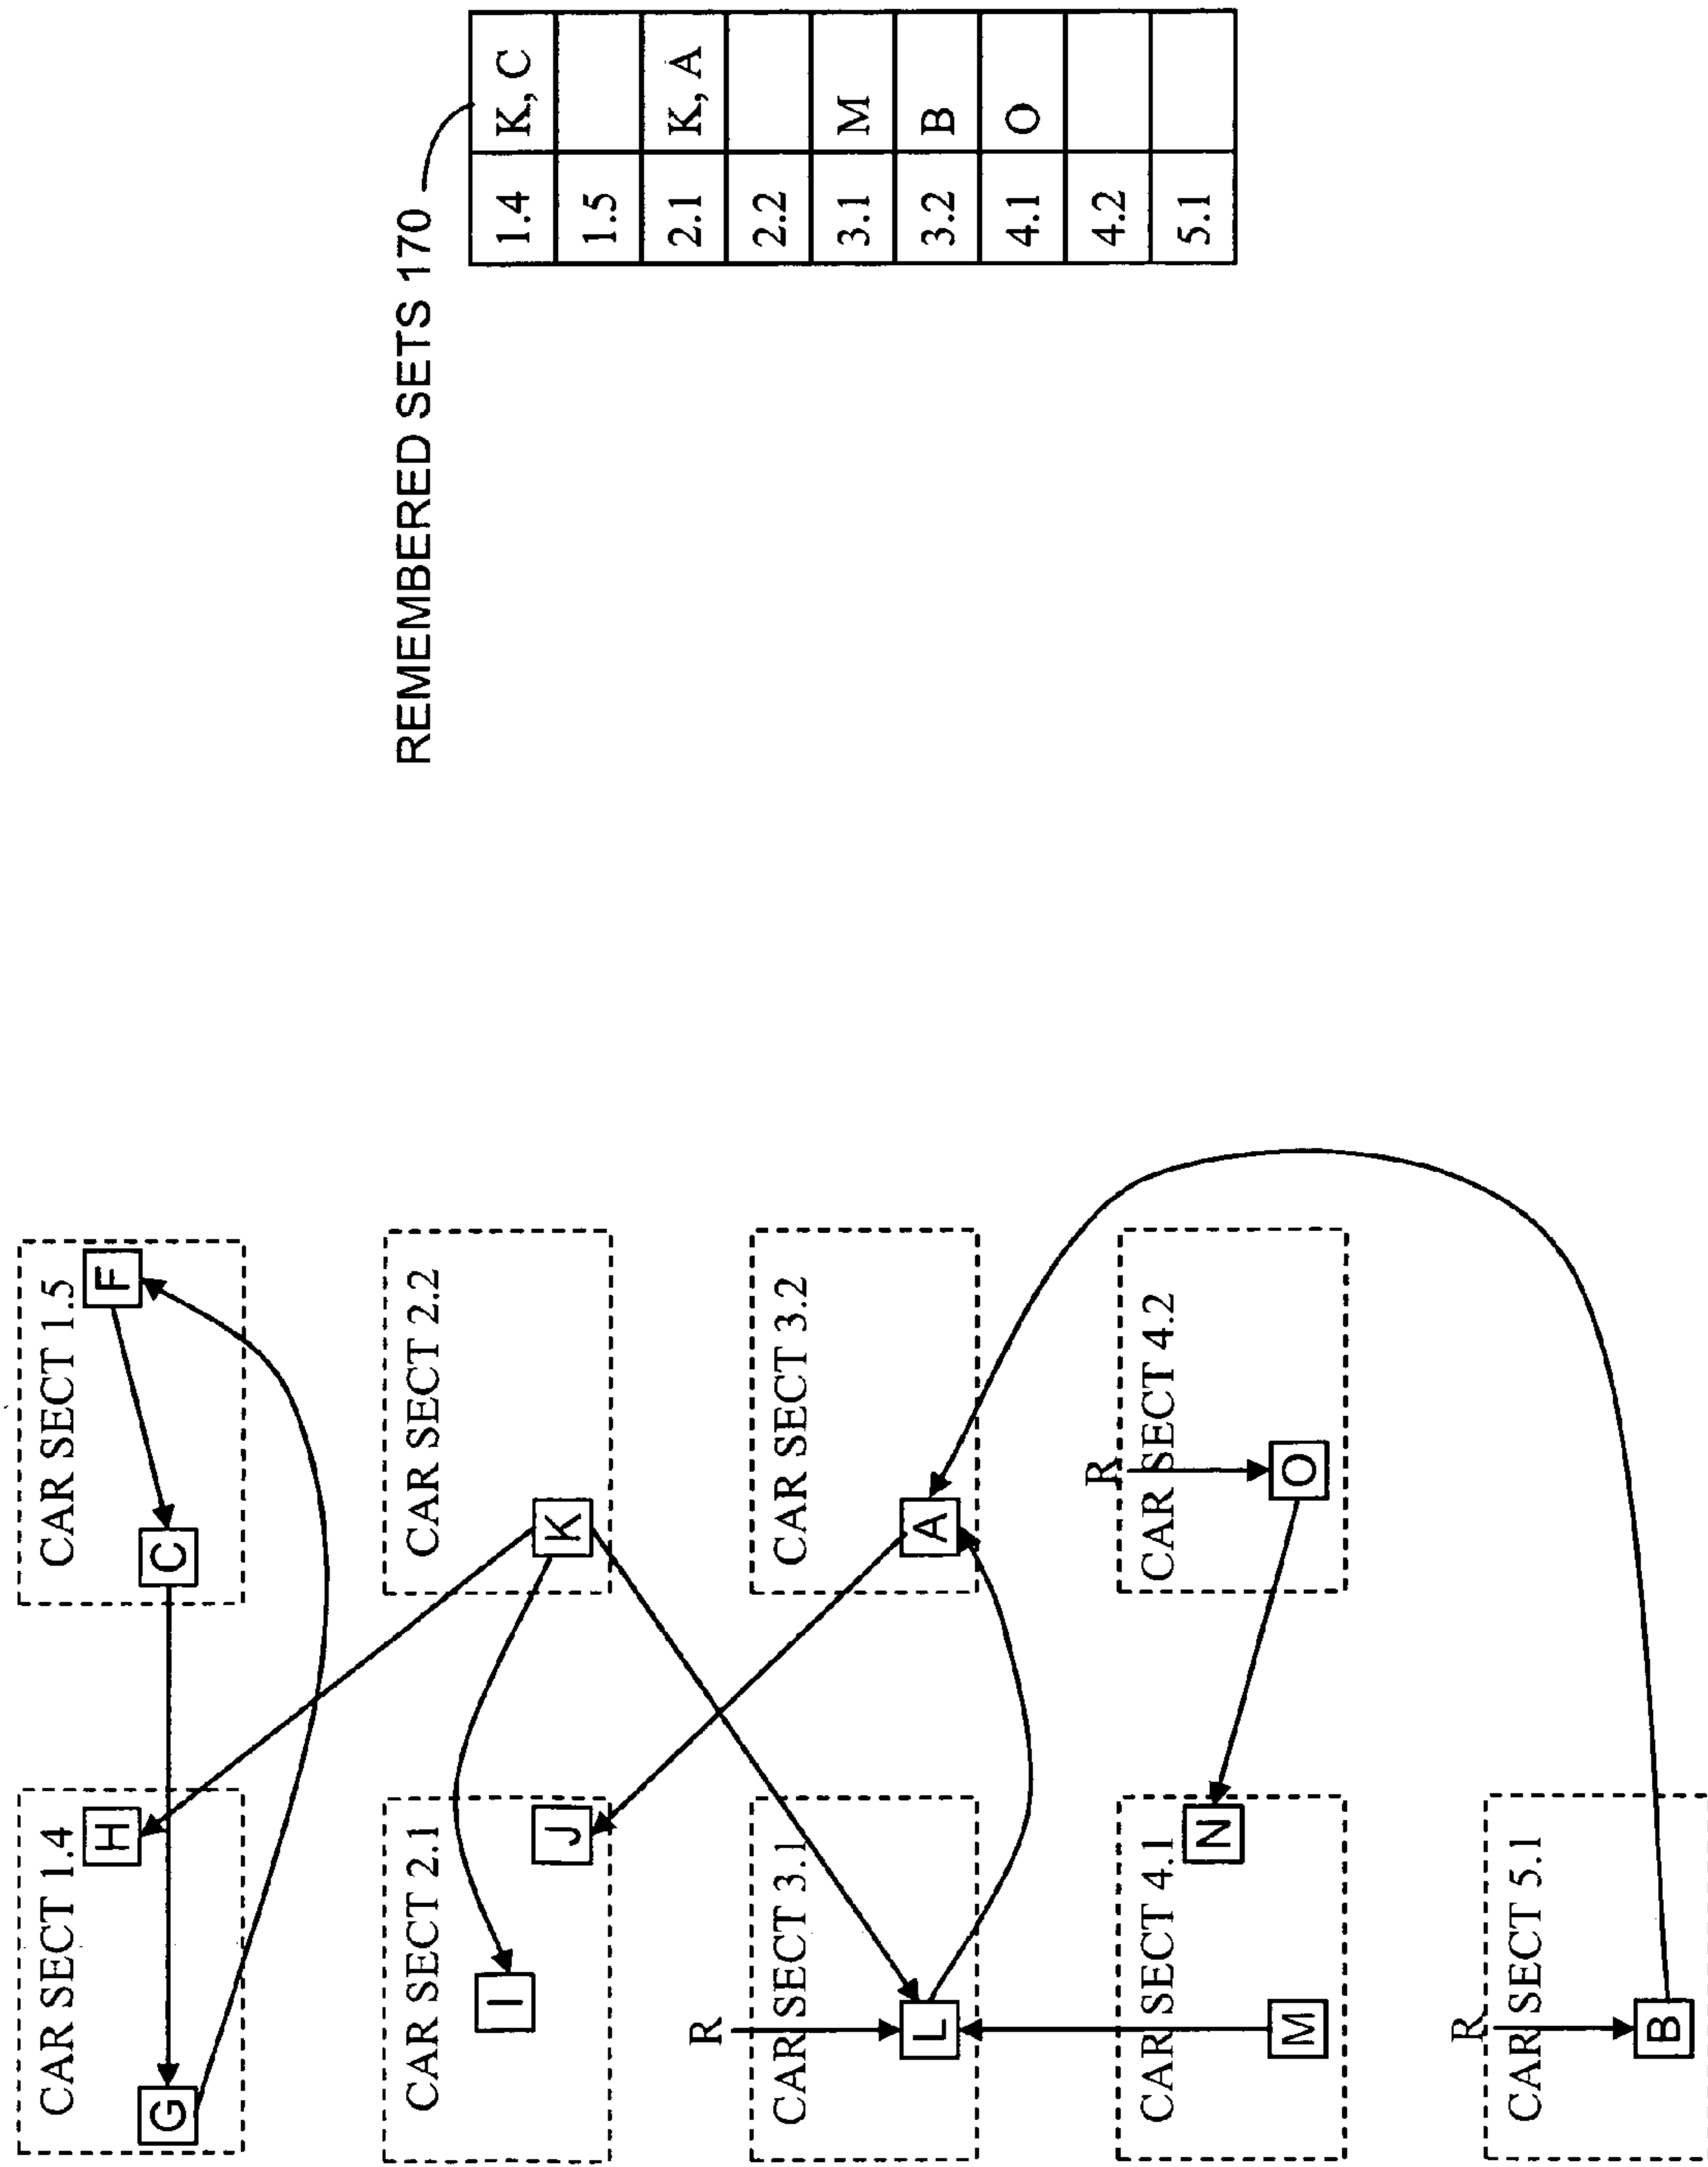 CAR SECT 1.4
G
H
CAR SECT 1.5
C
F
CAR SECT 2.1
I
J
CAR SECT 2.2
K
R
CAR SECT 3.1
L
CAR SECT 3.2
A
CAR SECT 4.1
M
N
R
CAR SECT 4.2
O
R
CAR SECT 5.1
B
REMEMBERED SETS 170
1.4 K, C
1.5
2.1 K, A
2.2
3.1 M
3.2 B
4.1 O
4.2
5.1